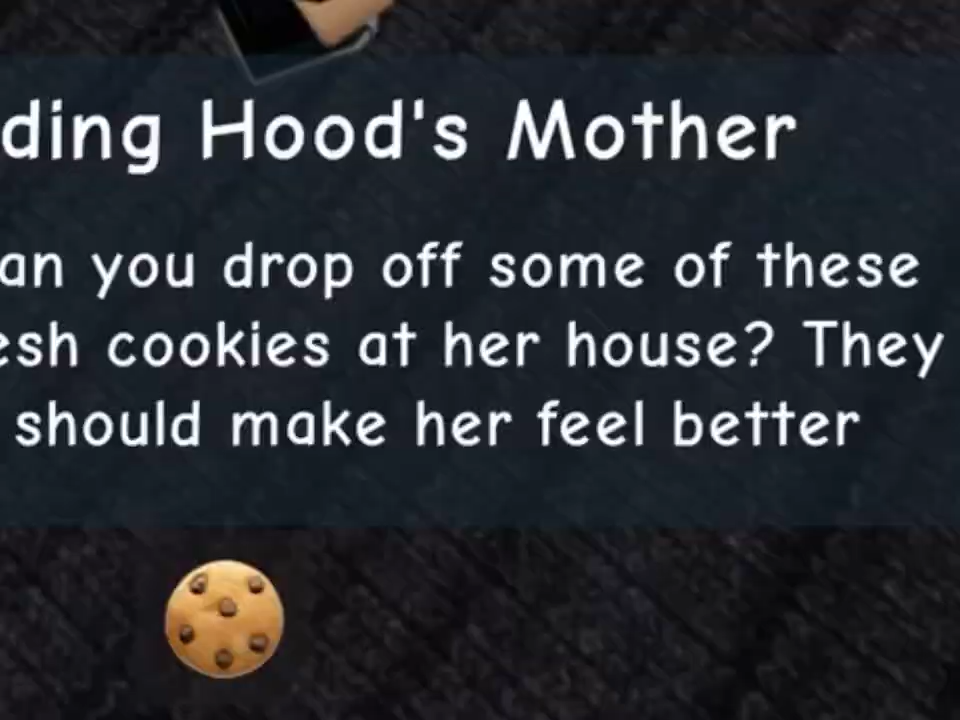 ding Hood's Mother
an you drop off some of these
esh cookies at her house? They
should make her feel better